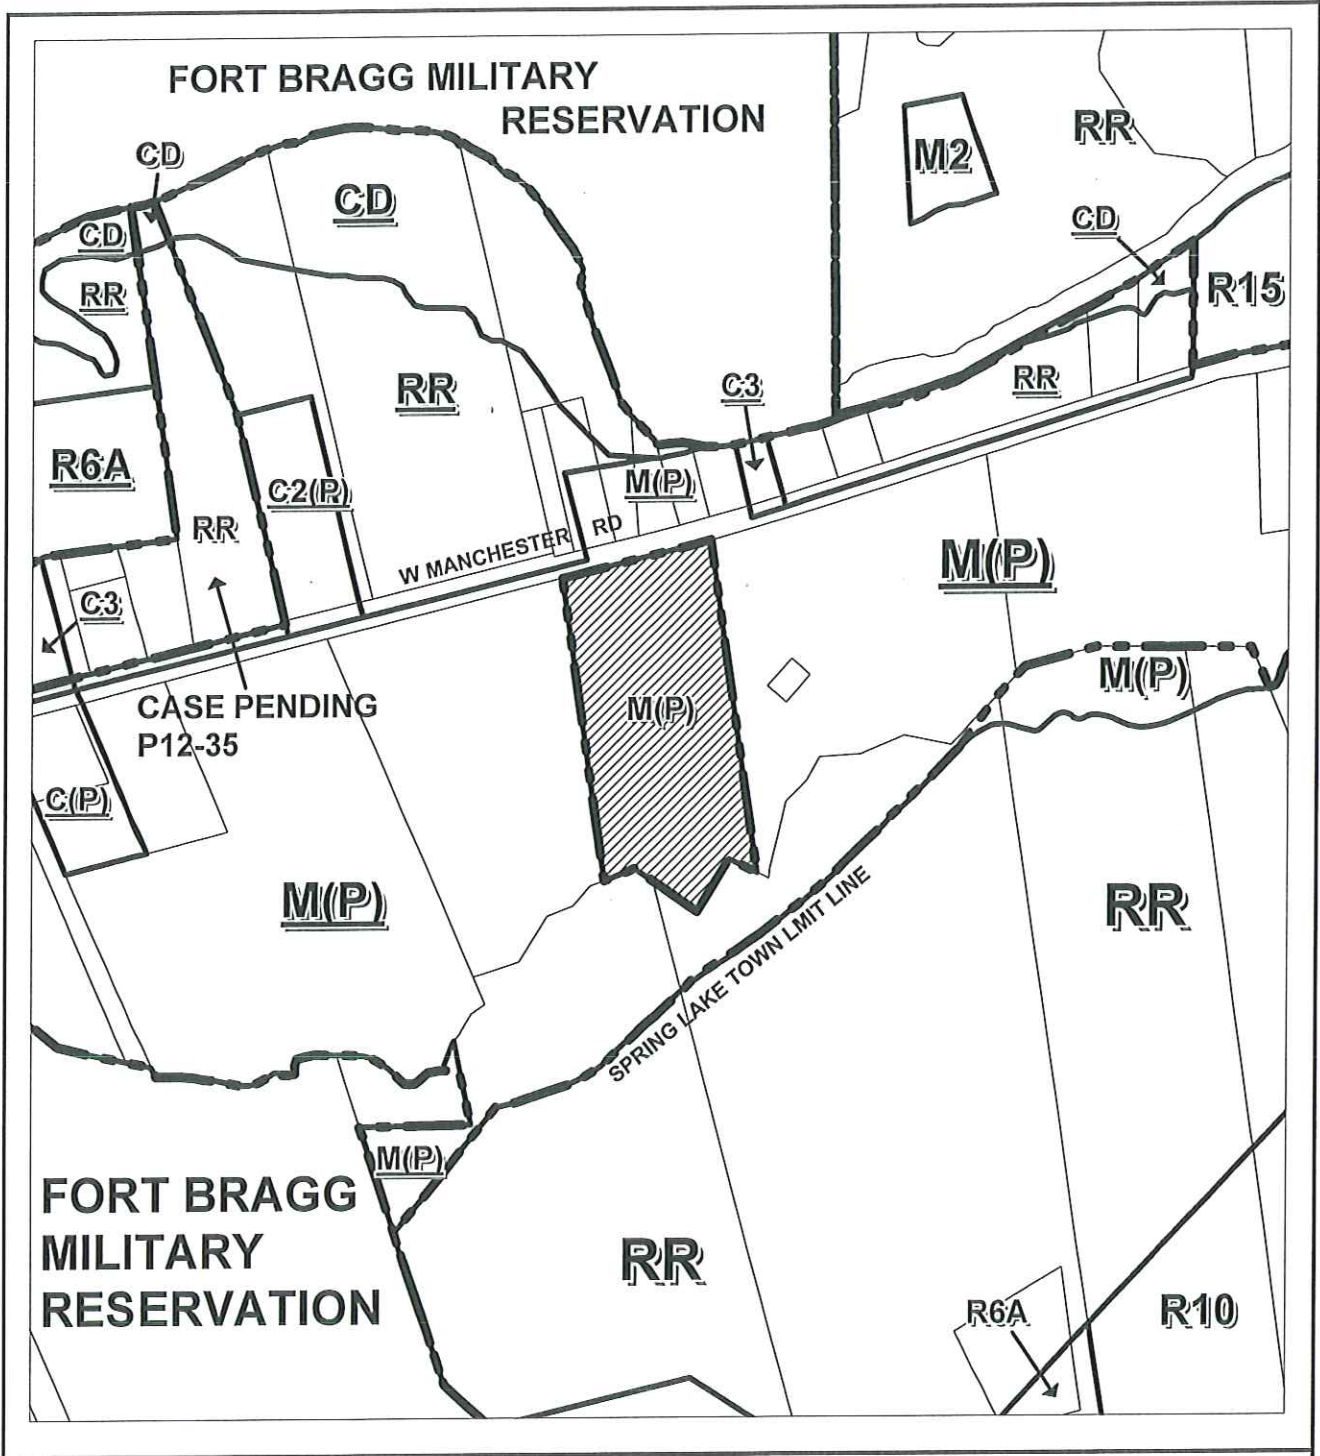 FORT BRAGG MILITARY
RESERVATION
CD
RR
M2
CD
CD
CD
RR
R15
RR
C3
RR
R6A
C2(P)
M(P)
RR
W MANCHESTER RD
M(P)
C3
M(P)
M(P)
CASE PENDING
P12-35
C(P)
M(P)
RR
SPRING LAKE TOWN LMIT LINE
M(P)
FORT BRAGG
MILITARY
RESERVATION
RR
R6A
R10